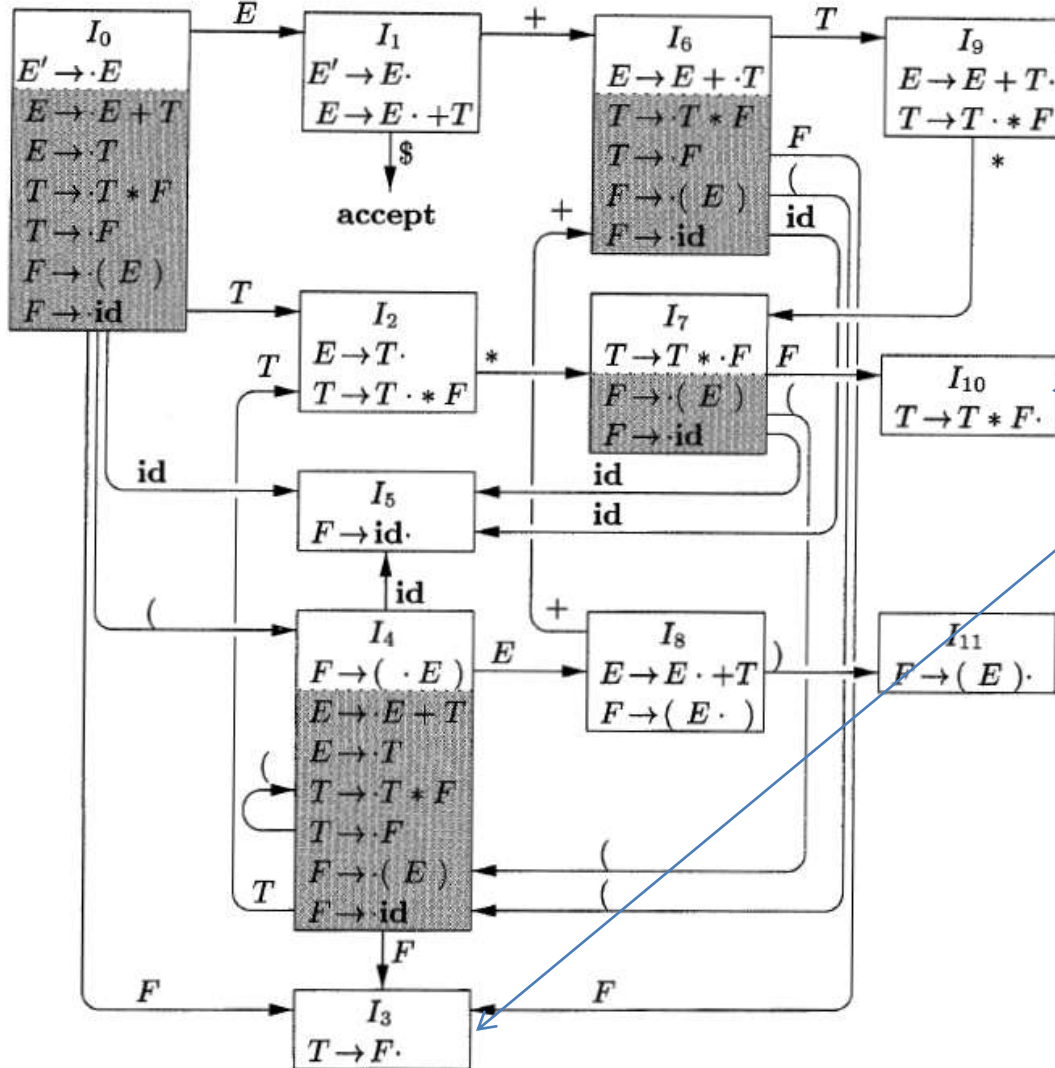 I₀
E' → ·E
E → ·E + T
E → ·T
T → ·T * F
T → ·F
F → ·( E )
F → ·id
E
I₁
E' → E·
E → E· +T
$
accept
+
I₆
E → E + ·T
T → ·T * F
T → ·F
F → ·( E )
F → ·id
T
I₉
E → E + T·
T → T· * F
*
F
(
id
+
T
I₂
E → T·
T → T· * F
T
*
I₇
T → T * ·F
F → ·( E )
F → ·id
F
(
I₁₀
T → T * F·
id
I₅
F → id·
id
id
id
(
I₄
F → ( · E )
E → ·E + T
E → ·T
T → ·T * F
T → ·F
F → ·( E )
F → ·id
E
+
I₈
E → E· +T
F → ( E· )
)
I₁₁
F → ( E )·
(
T
(
(
F
F
I₃
T → F·
F